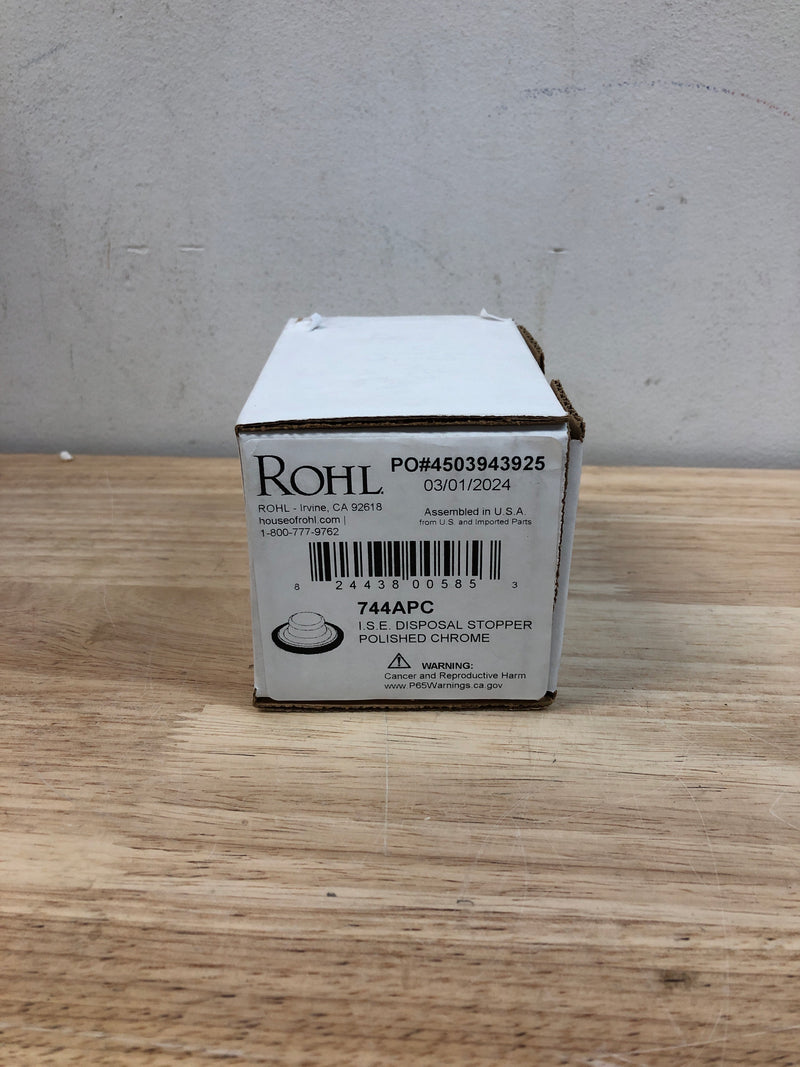 ROHL
PO#4503943925
03/01/2024
ROHL - Irvine, CA 92618
houseofrohl.com |
1-800-777-9762
Assembled in U.S.A.
from U.S. and Imported Parts
8 24438 00585 3
744APC
I.S.E. DISPOSAL STOPPER
POLISHED CHROME
WARNING:
Cancer and Reproductive Harm
www.P65Warnings.ca.gov